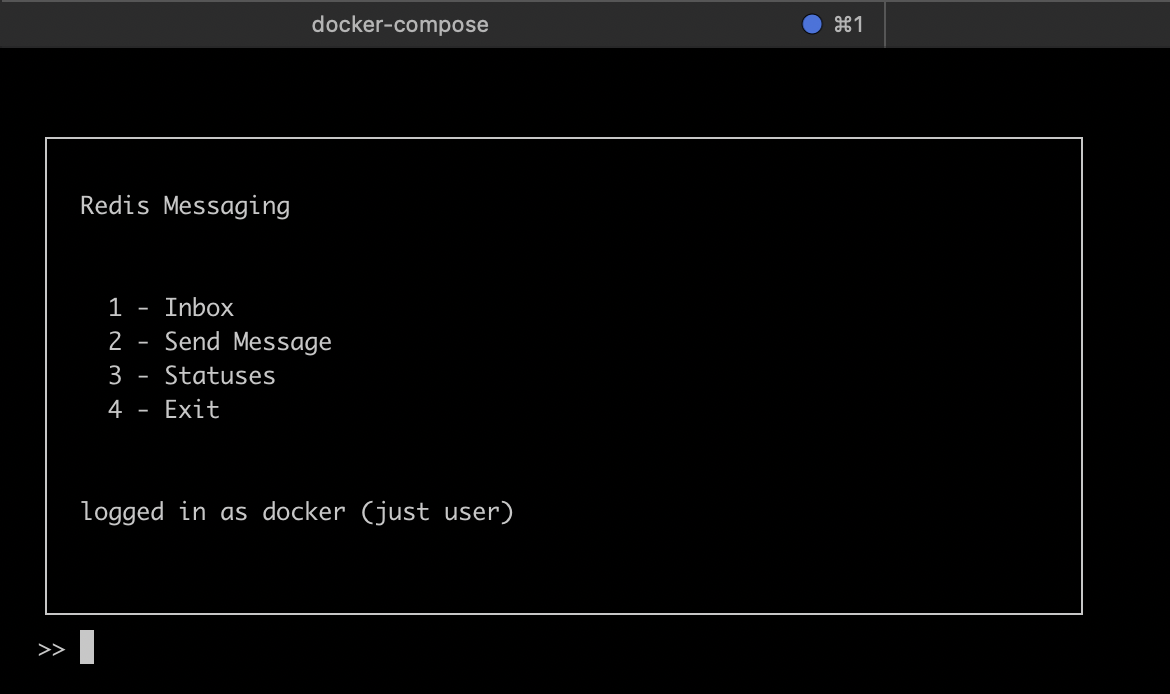 docker-compose ⌘1
Redis Messaging
1 - Inbox
2 - Send Message
3 - Statuses
4 - Exit
logged in as docker (just user)
>>